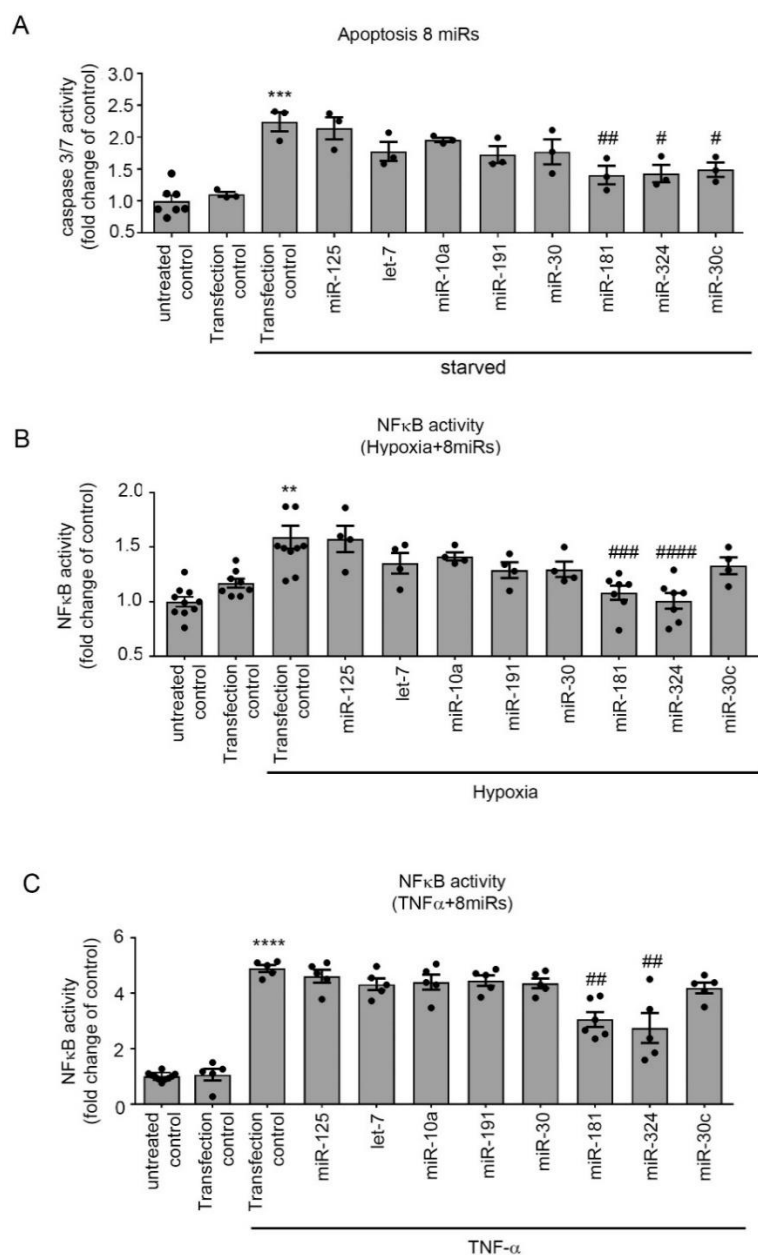 A
Apoptosis 8 miRs
caspase 3/7 activity
(fold change of control)
3.0
2.5
2.0
1.5
1.0
0.5
***
##
#
#
untreated
control
Transfection
control
Transfection
control
miR-125
let-7
miR-10a
miR-191
miR-30
miR-181
miR-324
miR-30c
starved
B
NFκB activity
(Hypoxia+8miRs)
NFκB activity
(fold change of control)
2.0
1.5
1.0
0.5
**
###
####
untreated
control
Transfection
control
Transfection
control
miR-125
let-7
miR-10a
miR-191
miR-30
miR-181
miR-324
miR-30c
Hypoxia
C
NFκB activity
(TNFα+8miRs)
NFκB activity
(fold change of control)
6
4
2
0
****
##
##
untreated
control
Transfection
control
Transfection
control
miR-125
let-7
miR-10a
miR-191
miR-30
miR-181
miR-324
miR-30c
TNF-α